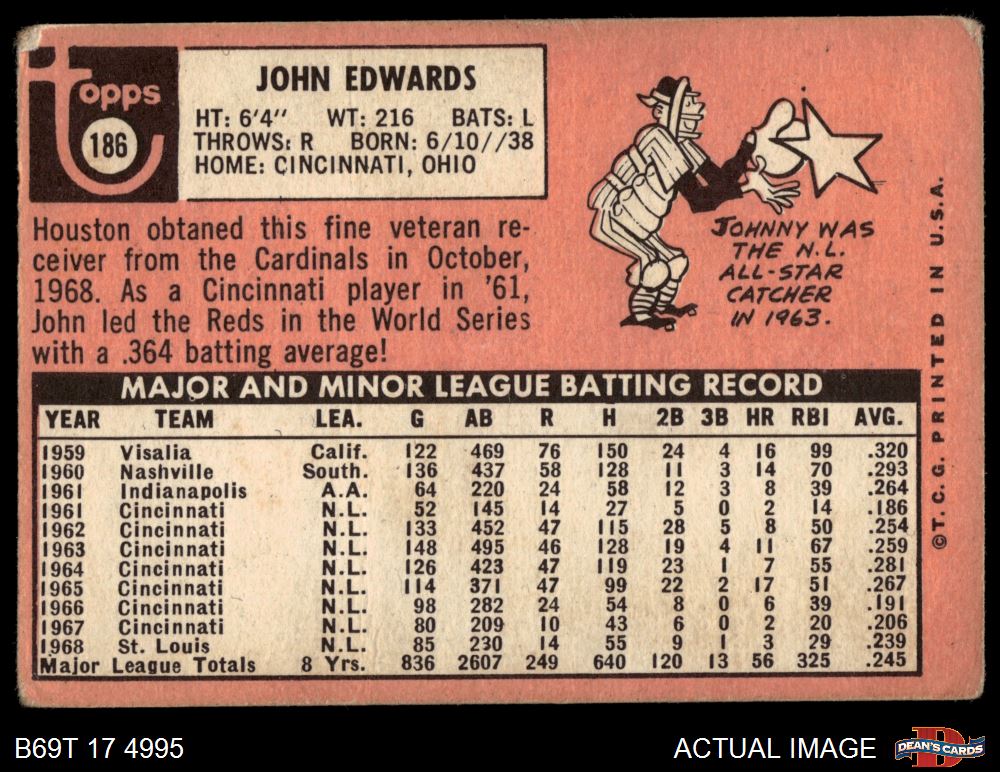 Topps
186
JOHN EDWARDS
HT: 6'4" WT: 216 BATS: L
THROWS: R BORN: 6/10//38
HOME: CINCINNATI, OHIO
Houston obtaned this fine veteran re-
ceiver from the Cardinals in October,
1968. As a Cincinnati player in '61,
John led the Reds in the World Series
with a .364 batting average!
JOHNNY WAS
THE N.L.
ALL-STAR
CATCHER
IN 1963.
©T. C. G. PRINTED IN U.S.A.
MAJOR AND MINOR LEAGUE BATTING RECORD
YEAR TEAM LEA. G AB R H 2B 3B HR RBI AVG.
1959 Visalia Calif. 122 469 76 150 24 4 16 99 .320
1960 Nashville South. 136 437 58 128 11 3 14 70 .293
1961 Indianapolis A.A. 64 220 24 58 12 3 8 39 .264
1961 Cincinnati N.L. 52 145 14 27 5 0 2 14 .186
1962 Cincinnati N.L. 133 452 47 115 28 5 8 50 .254
1963 Cincinnati N.L. 148 495 46 128 19 4 11 67 .259
1964 Cincinnati N.L. 126 423 47 119 23 1 7 55 .281
1965 Cincinnati N.L. 114 371 47 99 22 2 17 51 .267
1966 Cincinnati N.L. 98 282 24 54 8 0 6 39 .191
1967 Cincinnati N.L. 80 209 10 43 6 0 2 20 .206
1968 St. Louis N.L. 85 230 14 55 9 1 3 29 .239
Major League Totals 8 Yrs. 836 2607 249 640 120 13 56 325 .245
B69T 17 4995
ACTUAL IMAGE
DEAN'S CARDS